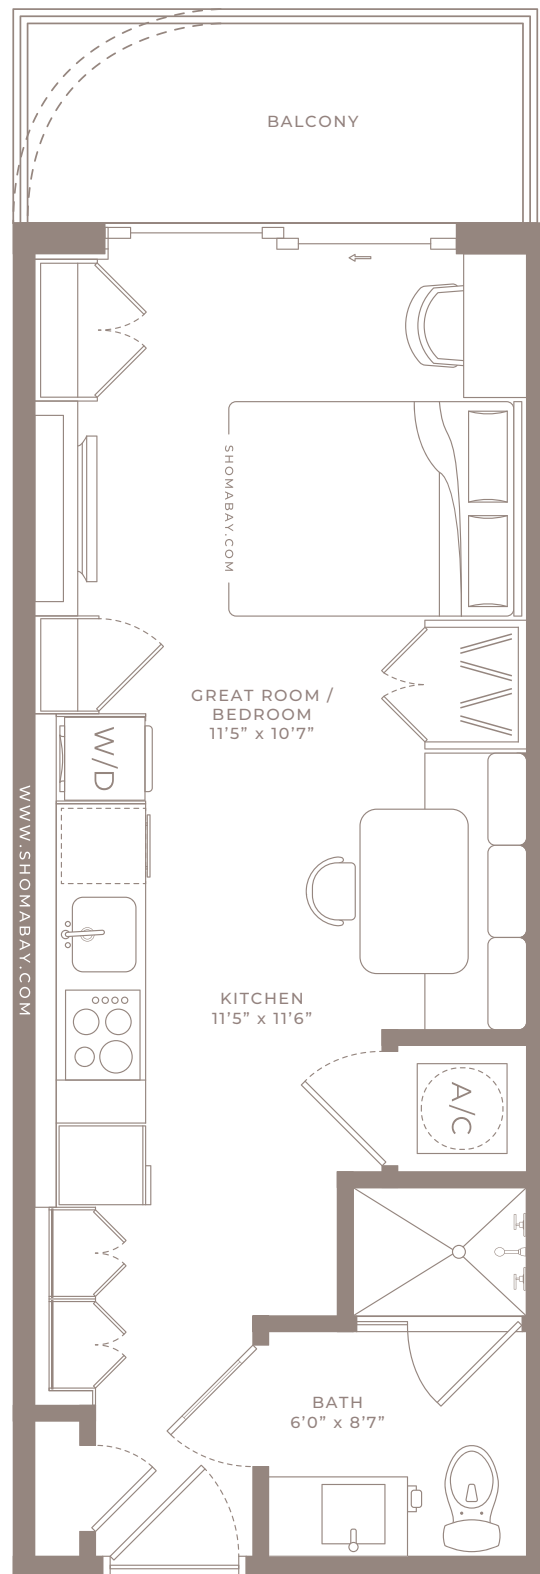 BALCONY
SHOMABAY.COM
GREAT ROOM /
BEDROOM
11’5” x 10’7”
W/D
WWW.SHOMABAY.COM
KITCHEN
11’5” x 11’6”
A/C
BATH
6’0” x 8’7”